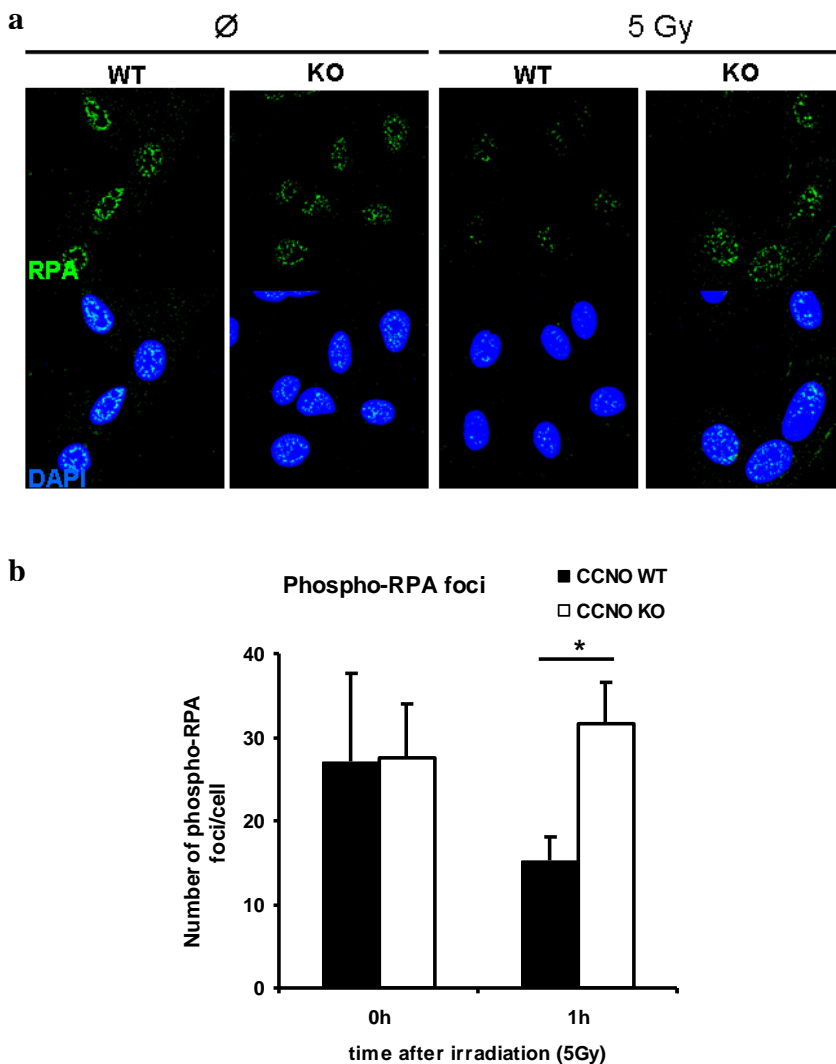 a
Ø 5 Gy
WT KO WT KO
RPA
DAPI
b
Phospho-RPA foci
CCNO WT
CCNO KO
*
40
30
20
10
0
Number of phospho-RPA
foci/cell
0h 1h
time after irradiation (5Gy)